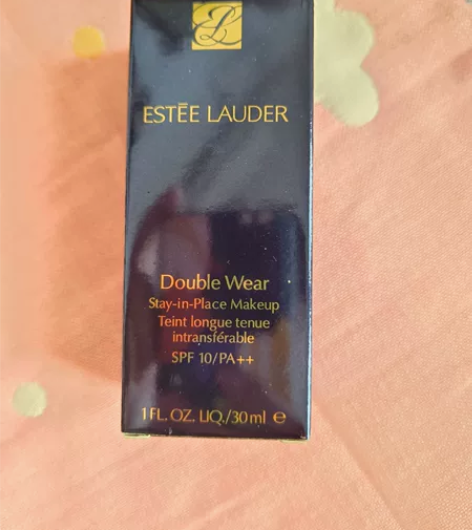 ESTĒE LAUDER
Double Wear
Stay-in-Place Makeup
Teint longue tenue
intransférable
SPF 10/PA++
1 FL. OZ. LIQ./30 ml ℮